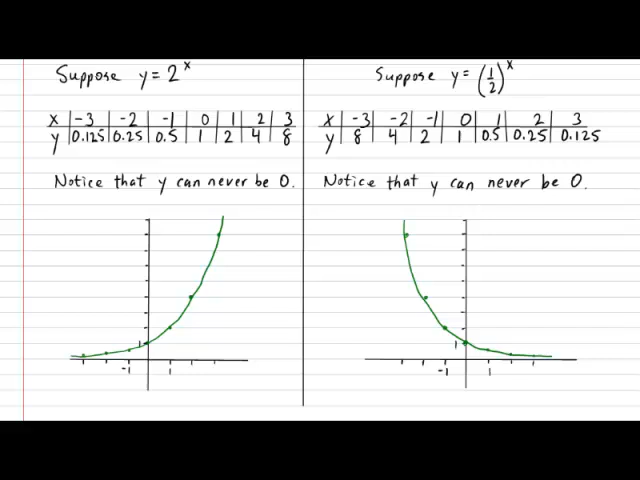 Suppose y = 2^x
x | -3 | -2 | -1 | 0 | 1 | 2 | 3
y | 0.125 | 0.25 | 0.5 | 1 | 2 | 4 | 8
Notice that y can never be 0.
1
-1 1
Suppose y = (1/2)^x
x | -3 | -2 | -1 | 0 | 1 | 2 | 3
y | 8 | 4 | 2 | 1 | 0.5 | 0.25 | 0.125
Notice that y can never be 0.
1
-1 1